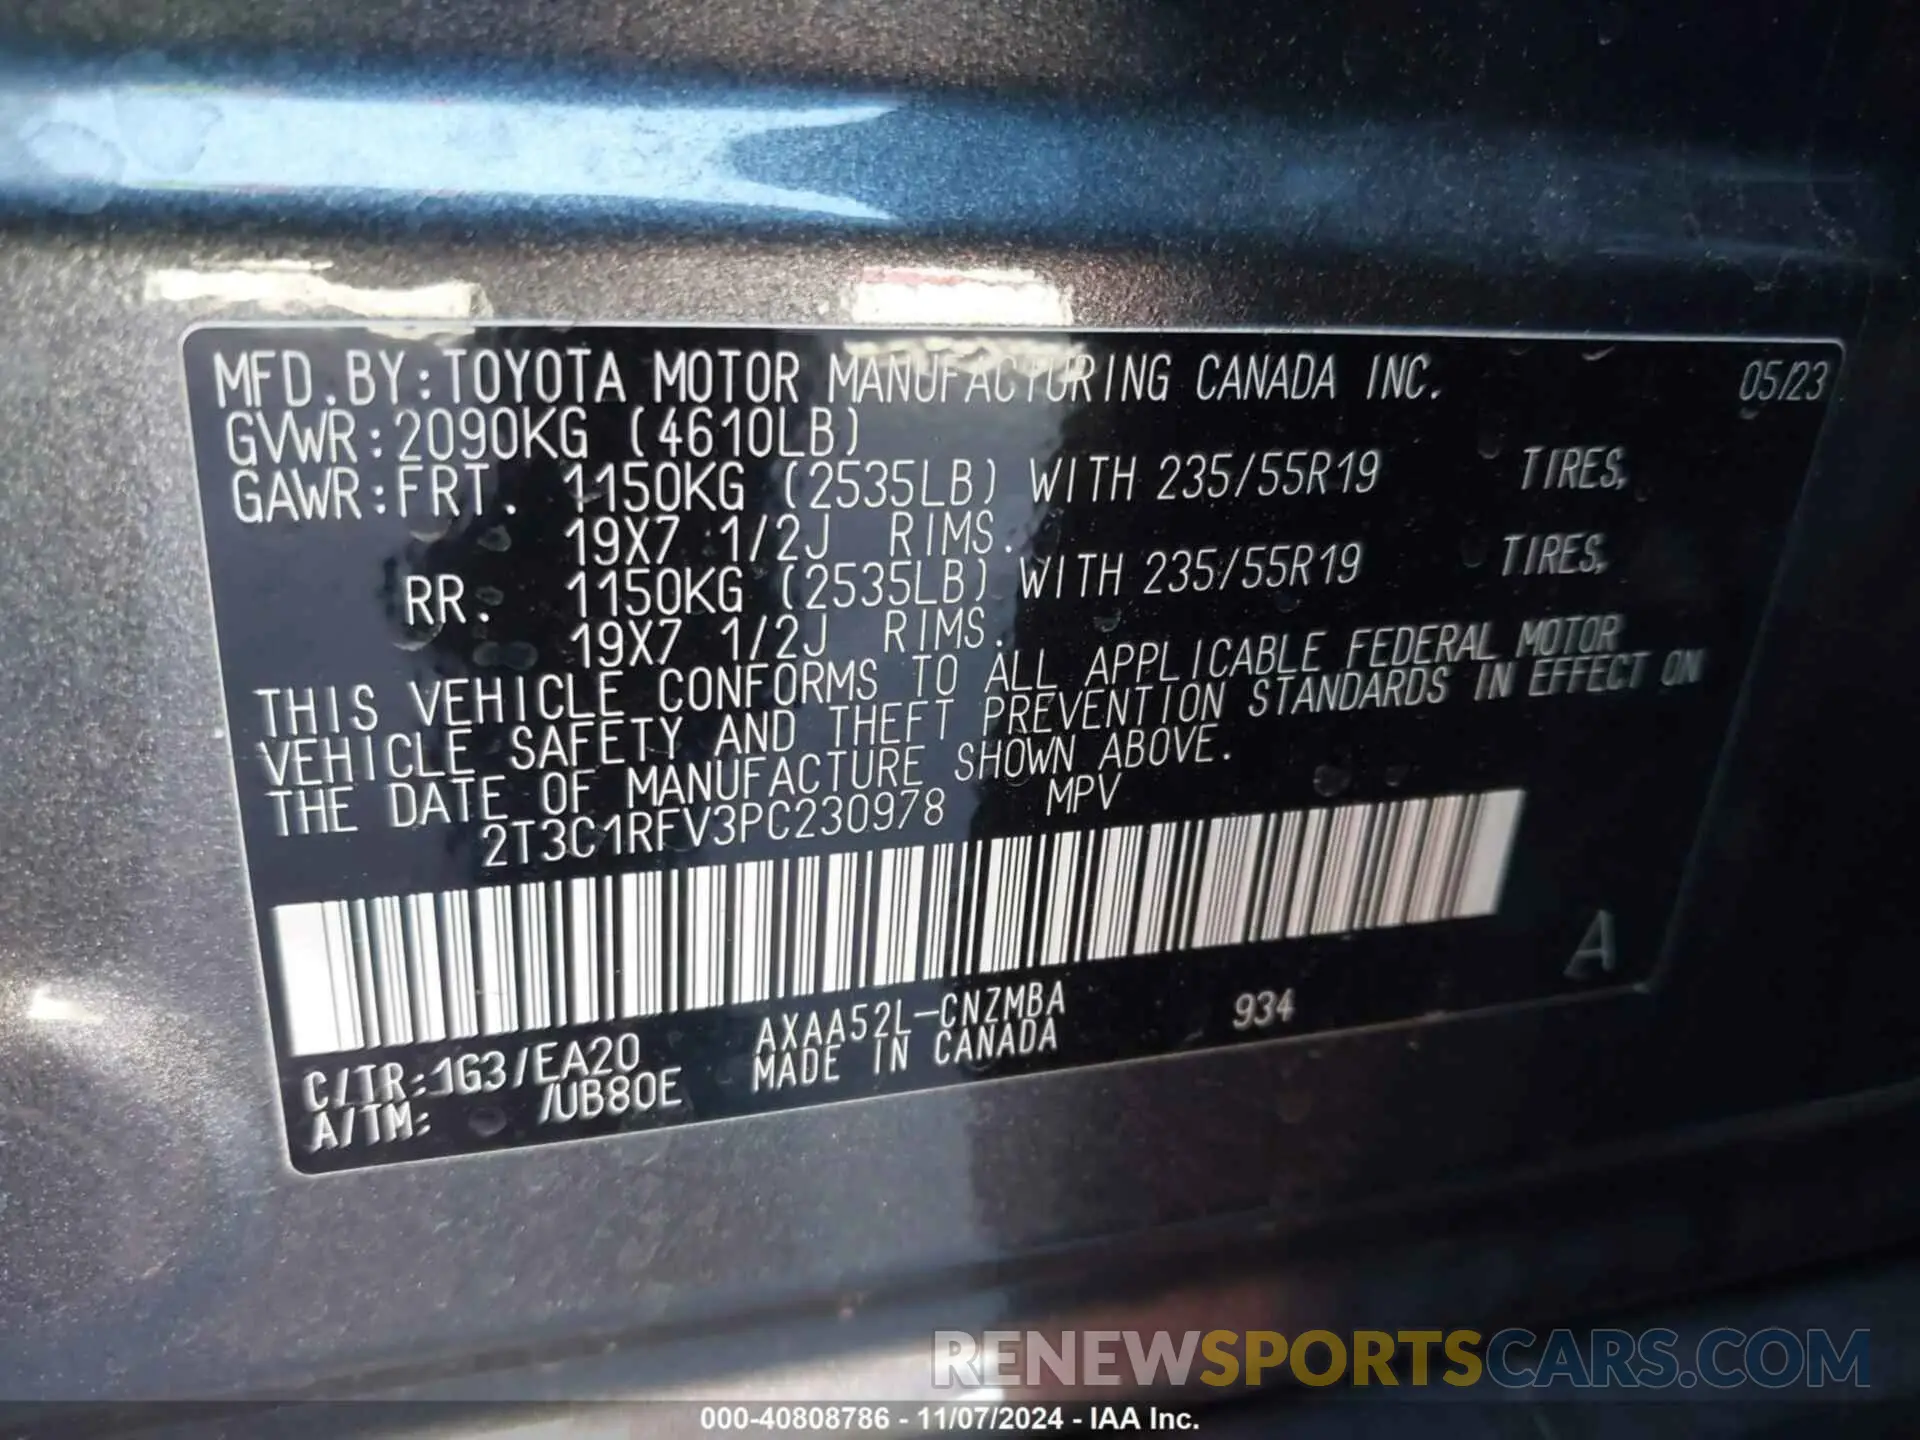 MFD.BY:TOYOTA MOTOR MANUFACTURING CANADA INC. 05/23
GVWR:2090KG (4610LB)
GAWR:FRT. 1150KG (2535LB) WITH 235/55R19 TIRES,
19X7 1/2J RIMS.
RR. 1150KG (2535LB) WITH 235/55R19 TIRES,
19X7 1/2J RIMS.
THIS VEHICLE CONFORMS TO ALL APPLICABLE FEDERAL MOTOR
VEHICLE SAFETY AND THEFT PREVENTION STANDARDS IN EFFECT ON
THE DATE OF MANUFACTURE SHOWN ABOVE.
2T3C1RFV3PC230978 MPV
A
C/TR:1G3/EA20 AXAA52L-CNZMBA 934
A/TM: /UB80E MADE IN CANADA
RENEWSPORTSCARS.COM
000-40808786 - 11/07/2024 - IAA Inc.